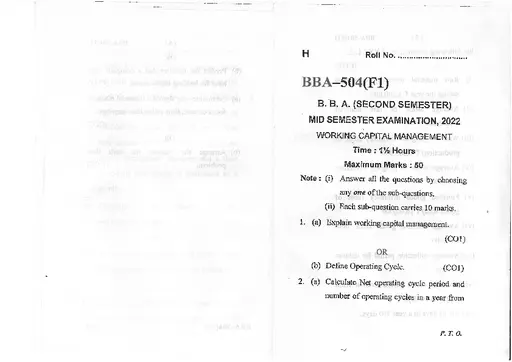 H Roll No. ..............................
BBA-504(F1)
B. B. A. (SECOND SEMESTER)
MID SEMESTER EXAMINATION, 2022
WORKING CAPITAL MANAGEMENT
Time : 1½ Hours
Maximum Marks : 50
Note : (i) Answer all the questions by choosing
any one of the sub-questions.
(ii) Each sub-question carries 10 marks.
1. (a) Explain working capital management.
(CO1)
OR
(b) Define Operating Cycle. (CO1)
2. (a) Calculate Net operating cycle period and
number of operating cycles in a year from
P. T. O.